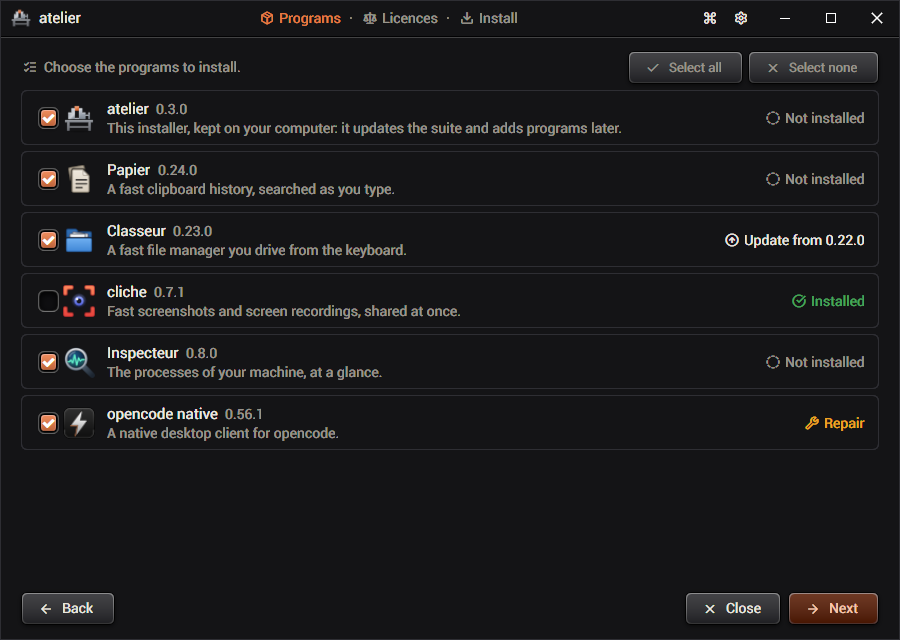 atelier
Programs · Licences · Install
Choose the programs to install.
Select all
Select none
atelier 0.3.0
This installer, kept on your computer: it updates the suite and adds programs later.
Not installed
Papier 0.24.0
A fast clipboard history, searched as you type.
Not installed
Classeur 0.23.0
A fast file manager you drive from the keyboard.
Update from 0.22.0
cliche 0.7.1
Fast screenshots and screen recordings, shared at once.
Installed
Inspecteur 0.8.0
The processes of your machine, at a glance.
Not installed
opencode native 0.56.1
A native desktop client for opencode.
Repair
Back
Close
Next